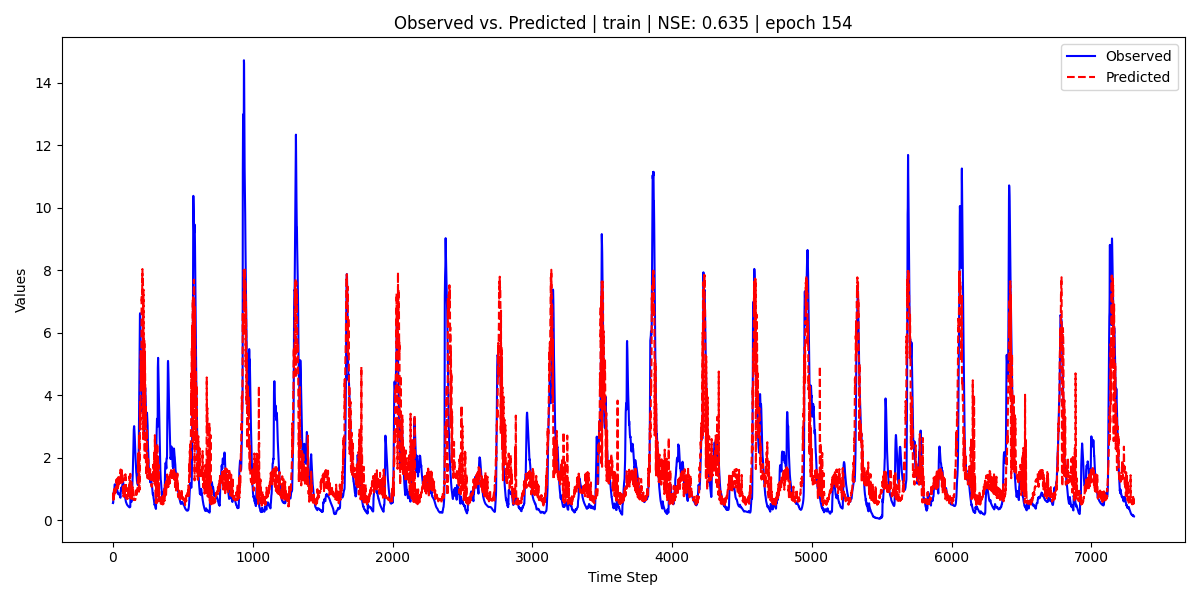 Observed vs. Predicted | train | NSE: 0.635 | epoch 154
Observed
Predicted
Values
14
12
10
8
6
4
2
0
0 1000 2000 3000 4000 5000 6000 7000
Time Step